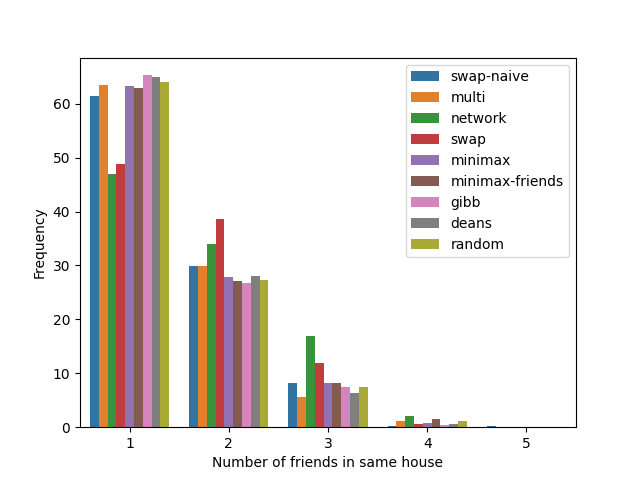 60
50
40
30
20
10
0
Frequency
swap-naive
multi
network
swap
minimax
minimax-friends
gibb
deans
random
1 2 3 4 5
Number of friends in same house